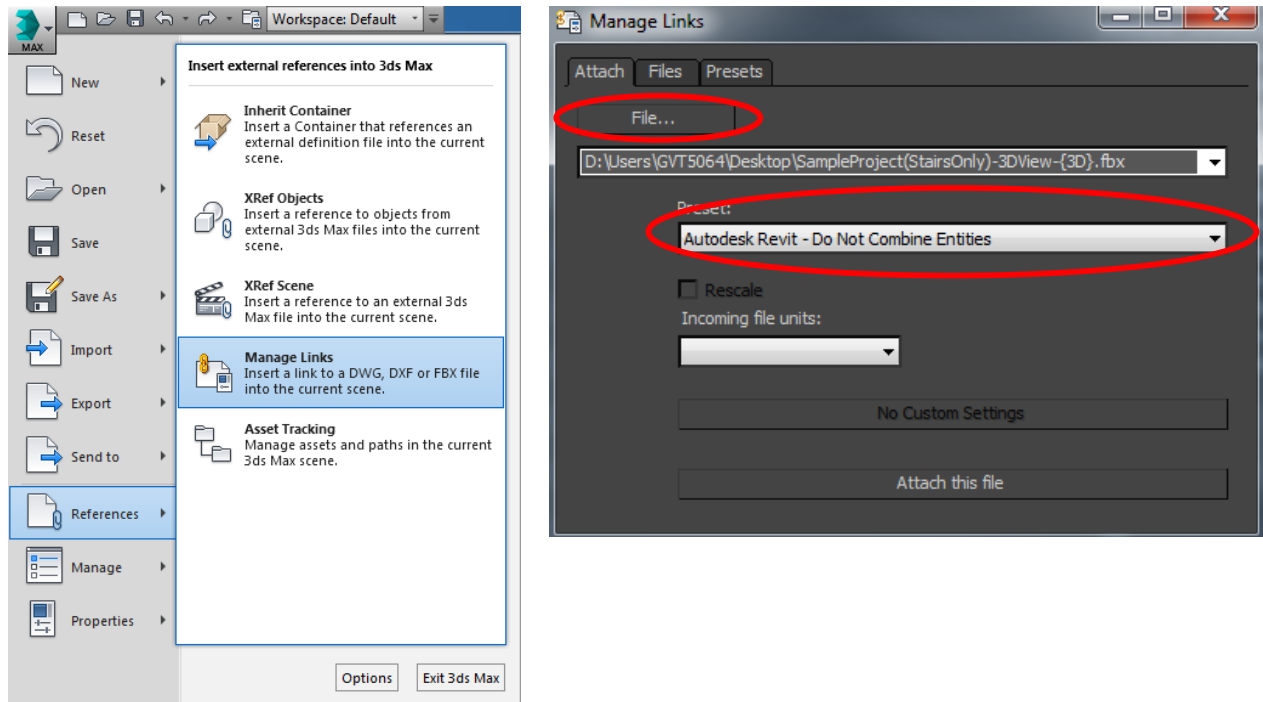 Workspace: Default
MAX
New
Reset
Open
Save
Save As
Import
Export
Send to
References
Manage
Properties
Insert external references into 3ds Max
Inherit Container
Insert a Container that references an
external definition file into the current
scene.
XRef Objects
Insert a reference to objects from
external 3ds Max files into the current
scene.
XRef Scene
Insert a reference to an external 3ds
Max file into the current scene.
Manage Links
Insert a link to a DWG, DXF or FBX file
into the current scene.
Asset Tracking
Manage assets and paths in the current
3ds Max scene.
Options
Exit 3ds Max
Manage Links
Attach Files Presets
File...
D:\Users\GVT5064\Desktop\SampleProject(StairsOnly)-3DView-{3D}.fbx
Preset:
Autodesk Revit - Do Not Combine Entities
Rescale
Incoming file units:
No Custom Settings
Attach this file